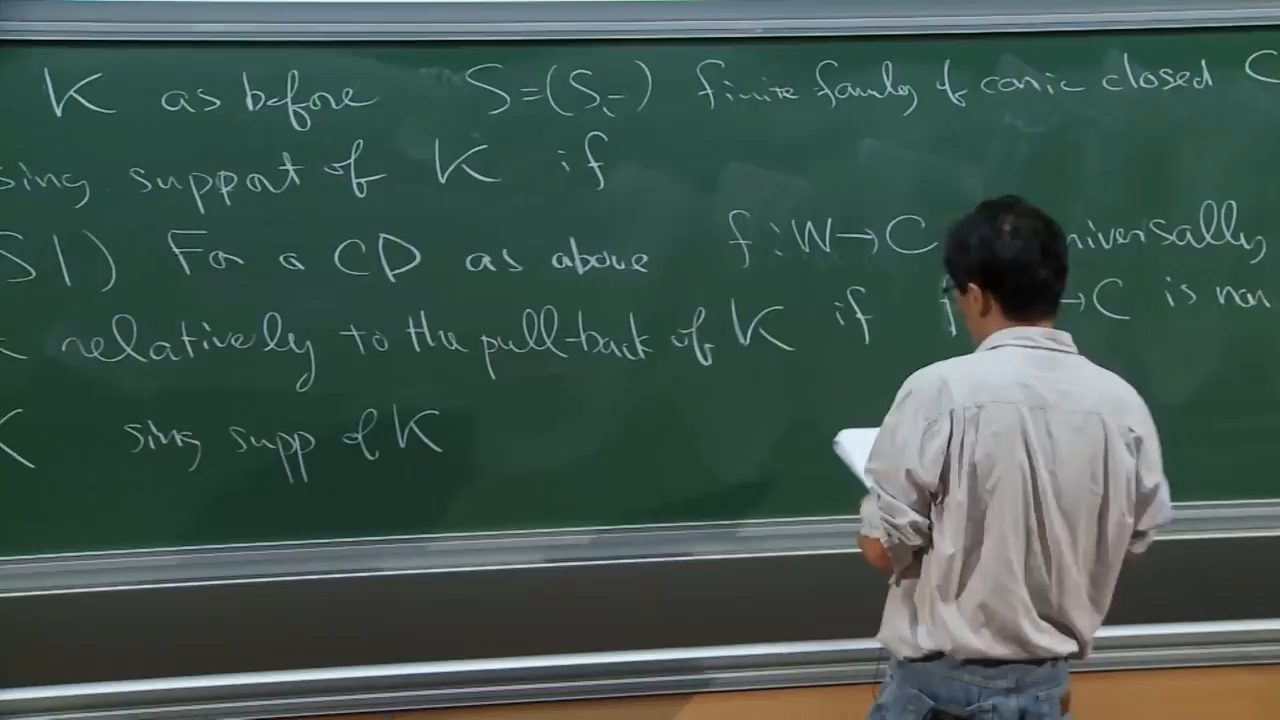 K as before S=(Si) finite family of conic closed C
sing. support of K if
S1) For a CD as above f:W→C universally
relatively to the pull-back of K if f →C is non
K sing supp of K